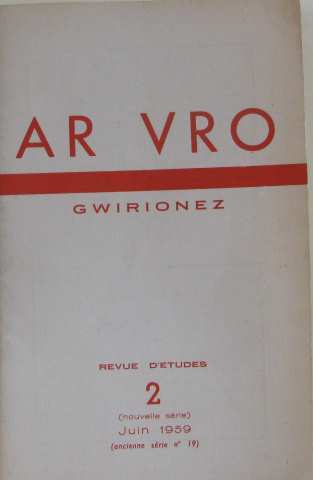 AR VRO
GWIRIONEZ
REVUE D'ETUDES
2
(nouvelle série)
Juin 1959
(ancienne série n° 19)